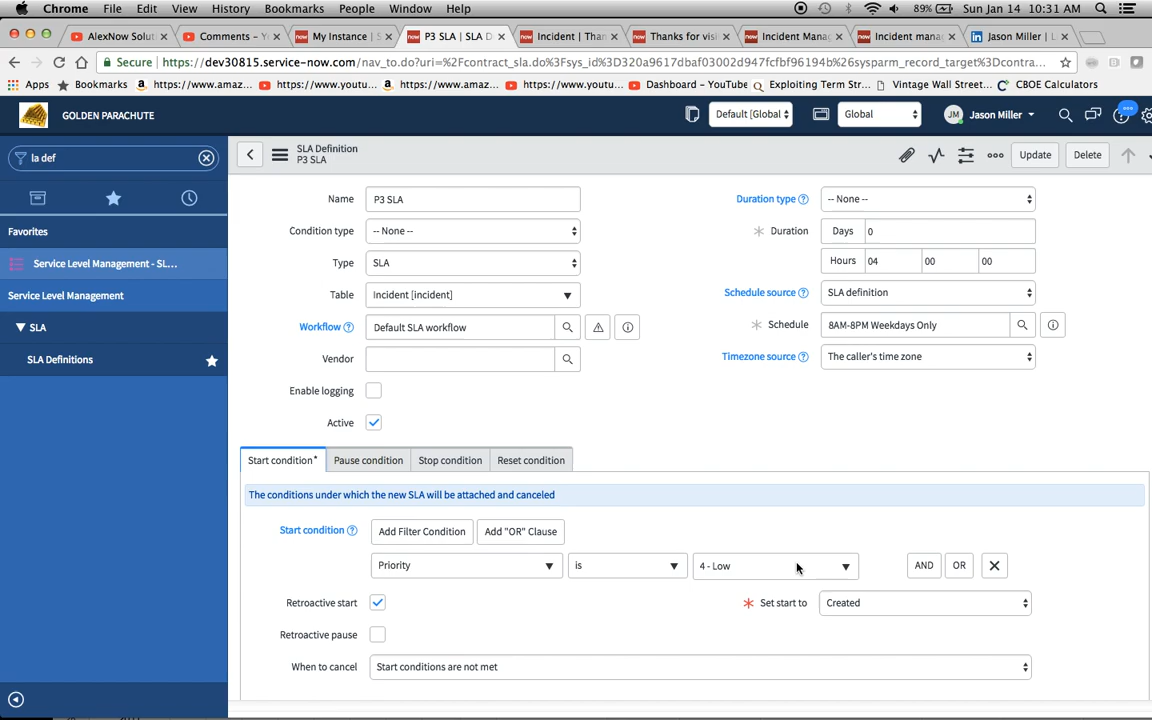 Chrome File Edit View History Bookmarks People Window Help 89% Sun Jan 14 10:31 AM
AlexNow Solut Comments – Y My Instance | S P3 SLA | SLA D Incident | Than Thanks for visi Incident Manag Incident manag Jason Miller | L
Secure | https://dev30815.service-now.com/nav_to.do?uri=%2Fcontract_sla.do%3Fsys_id%3D320a9617dbaf03002d947fcfbf96194b%26sysparm_record_target%3Dcontra...
Apps Bookmarks https://www.amaz... https://www.youtu... https://www.amaz... https://www.youtu... Dashboard - YouTu... Exploiting Term Str... Vintage Wall Street... CBOE Calculators
GOLDEN PARACHUTE Default [Global Global JM Jason Miller
la def
SLA Definition
P3 SLA
Update Delete
Favorites
Service Level Management - SL...
Service Level Management
SLA
SLA Definitions
Name P3 SLA Duration type -- None --
Condition type -- None -- Duration Days 0
Type SLA Hours 04 00 00
Table Incident [incident] Schedule source SLA definition
Workflow Default SLA workflow Schedule 8AM-8PM Weekdays Only
Vendor Timezone source The caller's time zone
Enable logging
Active
Start condition* Pause condition Stop condition Reset condition
The conditions under which the new SLA will be attached and canceled
Start condition Add Filter Condition Add "OR" Clause
Priority is 4 - Low AND OR
Retroactive start Set start to Created
Retroactive pause
When to cancel Start conditions are not met